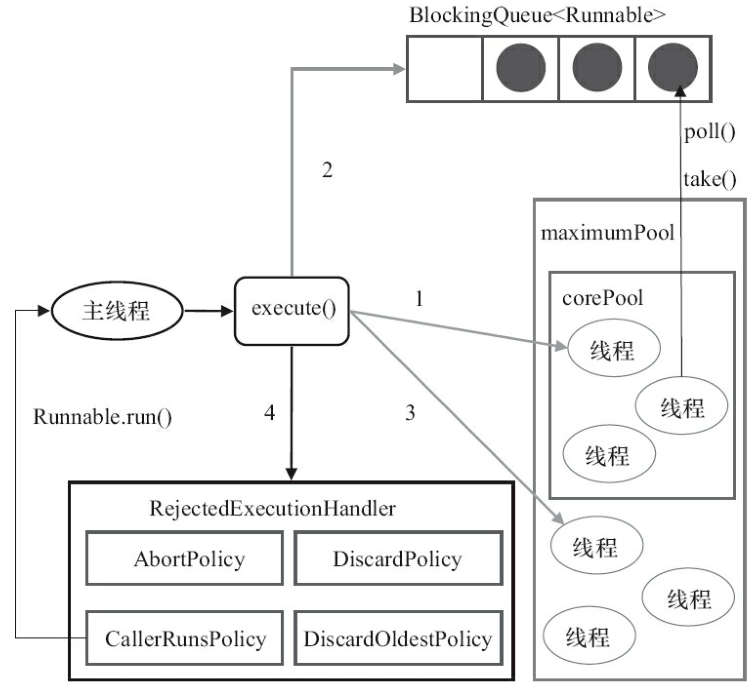 BlockingQueue<Runnable>
poll()
2
take()
maximumPool
corePool
1
主线程
execute()
线程
线程
3
4
Runnable.run()
线程
RejectedExecutionHandler
线程
AbortPolicy
DiscardPolicy
线程
CallerRunsPolicy
DiscardOldestPolicy
线程